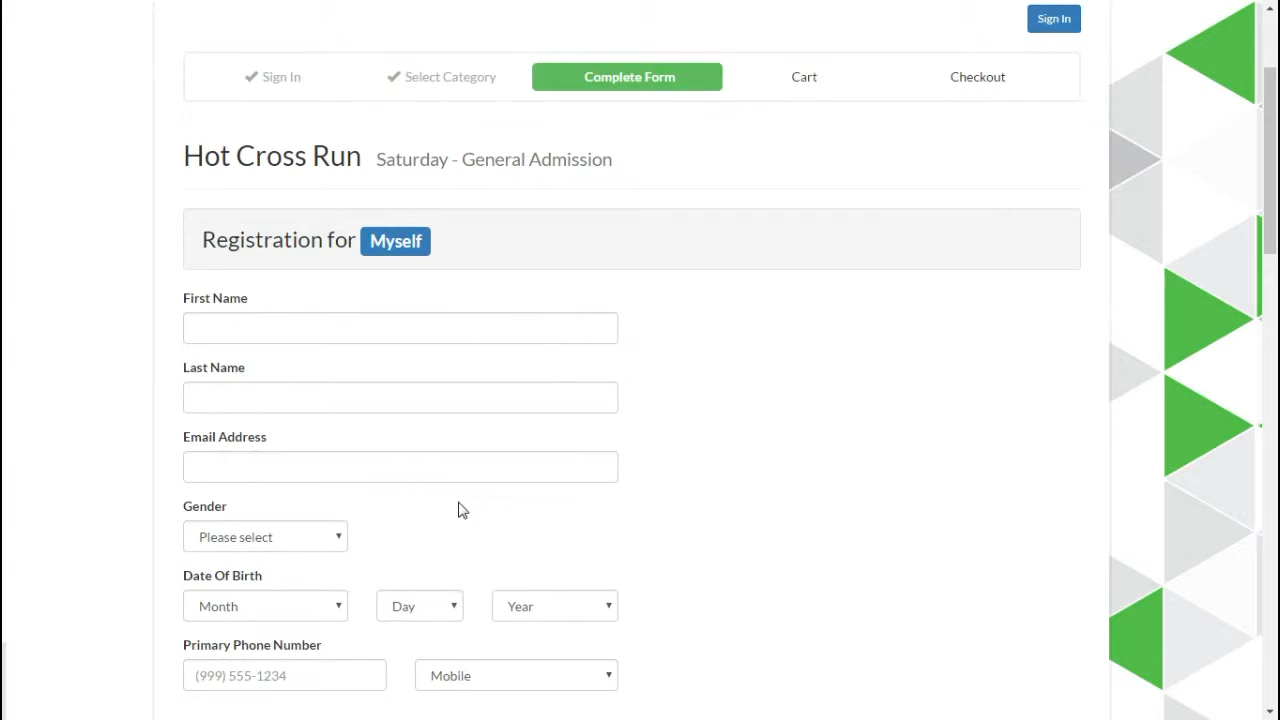 Sign In
Sign In
Select Category
Complete Form
Cart
Checkout
Hot Cross Run Saturday - General Admission
Registration for Myself
First Name
Last Name
Email Address
Gender
Please select
Date Of Birth
Month
Day
Year
Primary Phone Number
(999) 555-1234
Mobile